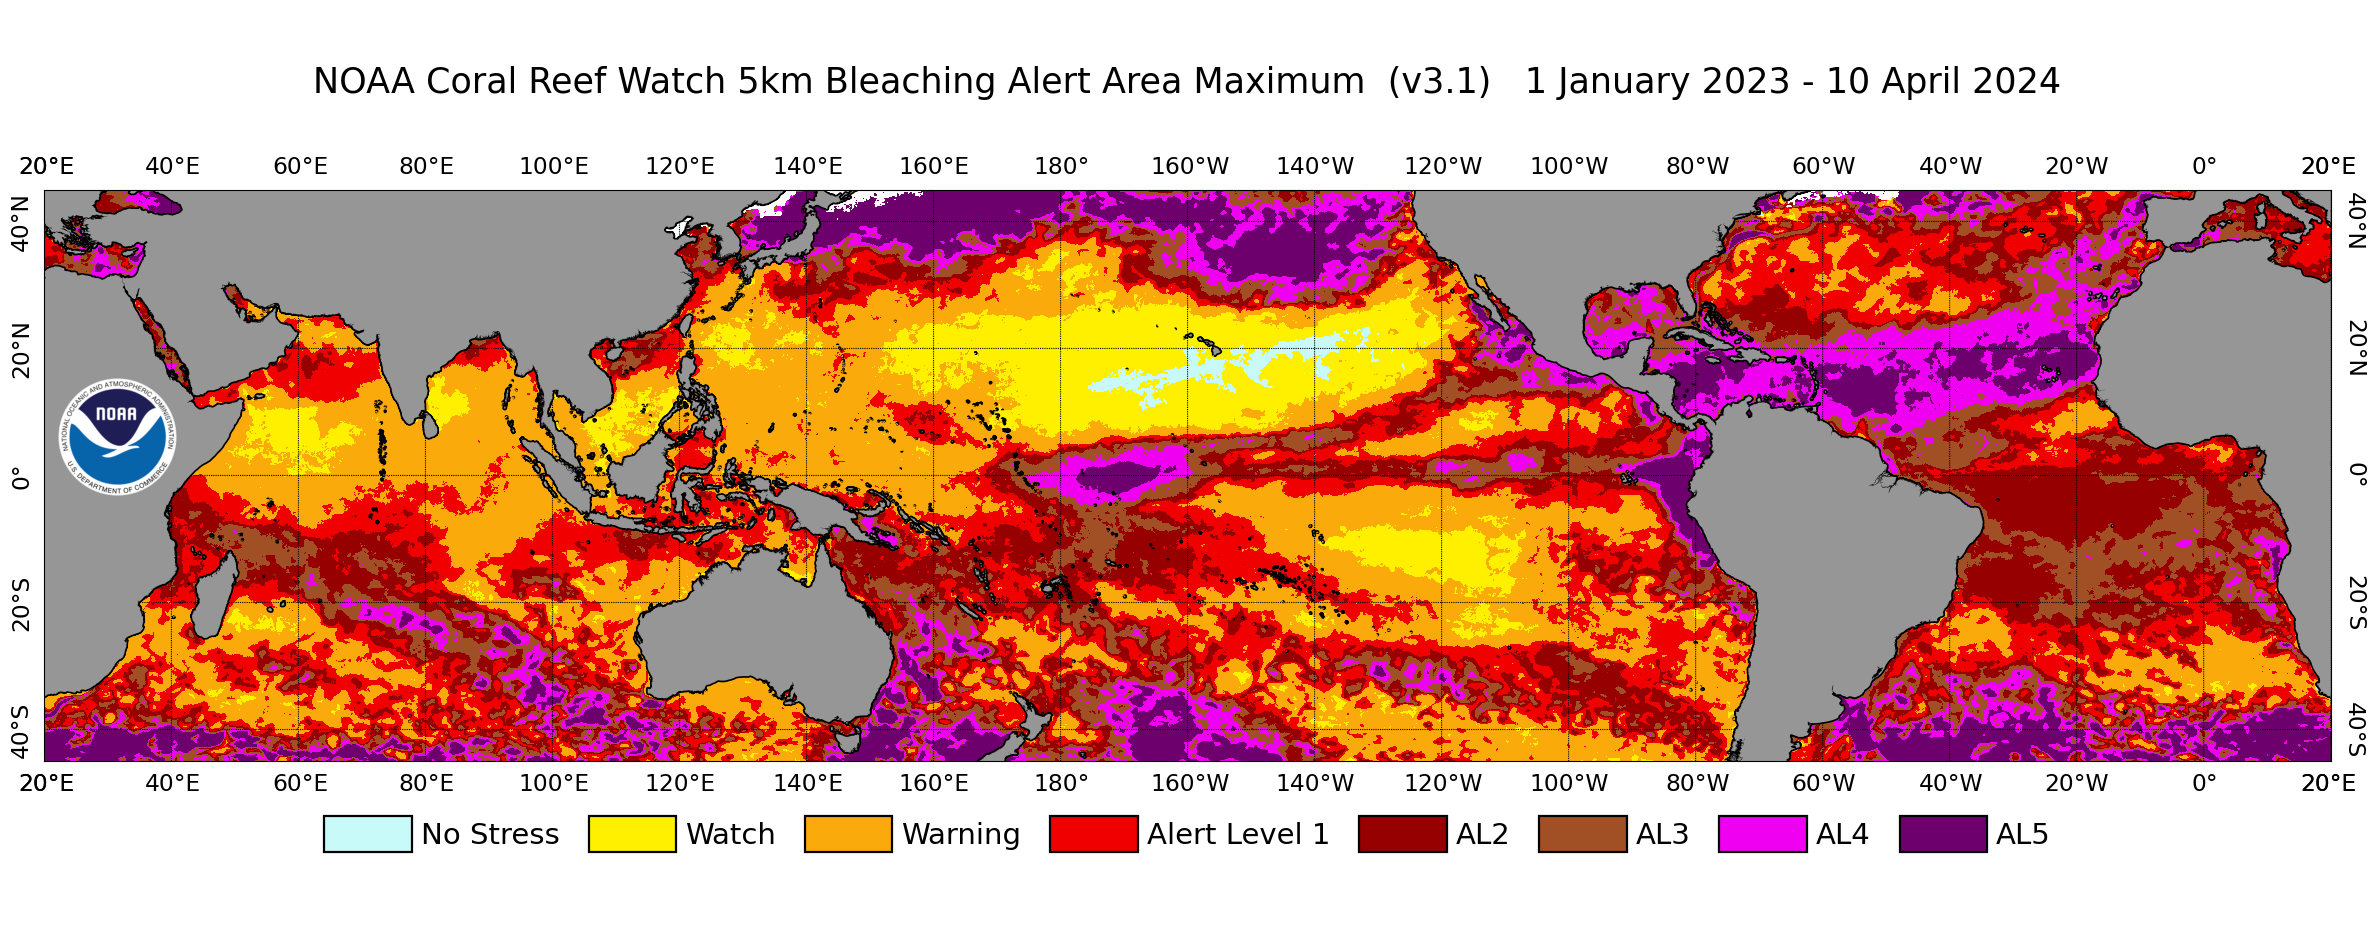 NOAA Coral Reef Watch 5km Bleaching Alert Area Maximum (v3.1) 1 January 2023 - 10 April 2024
20°E 40°E 60°E 80°E 100°E 120°E 140°E 160°E 180° 160°W 140°W 120°W 100°W 80°W 60°W 40°W 20°W 0° 20°E
40°N 40°N
20°N 20°N
NATIONAL OCEANIC AND ATMOSPHERIC ADMINISTRATION
NOAA
U.S. DEPARTMENT OF COMMERCE
0° 0°
20°S 20°S
40°S 40°S
20°E 40°E 60°E 80°E 100°E 120°E 140°E 160°E 180° 160°W 140°W 120°W 100°W 80°W 60°W 40°W 20°W 0° 20°E
No Stress Watch Warning Alert Level 1 AL2 AL3 AL4 AL5